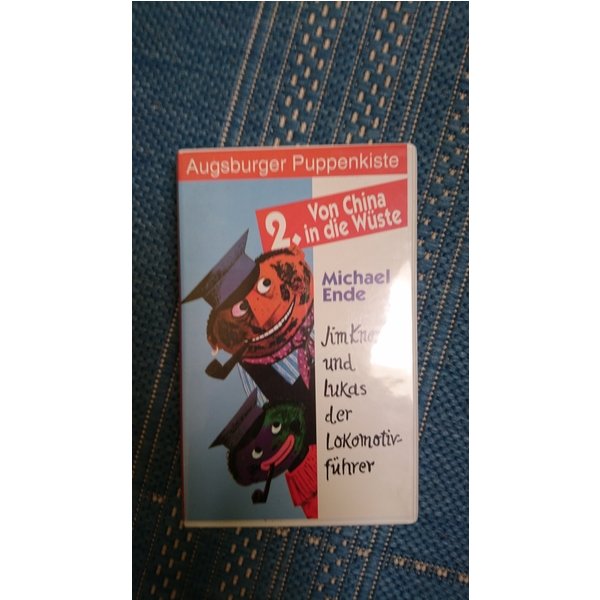 Augsburger Puppenkiste
2. Von China
in die Wüste
Michael
Ende
Jim
und
Lukas
der
Lokomotiv-
führer